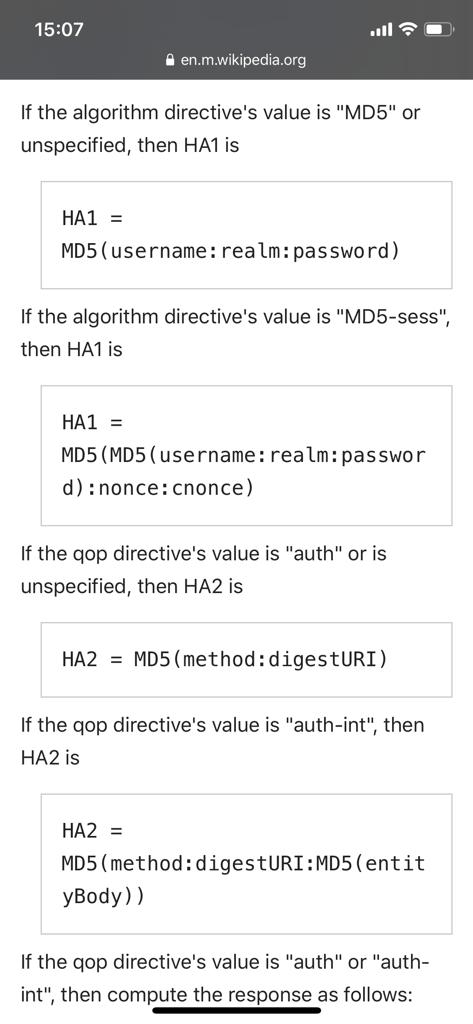 15:07
en.m.wikipedia.org
If the algorithm directive's value is "MD5" or
unspecified, then HA1 is
HA1 =
MD5(username:realm:password)
If the algorithm directive's value is "MD5-sess",
then HA1 is
HA1 =
MD5(MD5(username:realm:passwor
d):nonce:cnonce)
If the qop directive's value is "auth" or is
unspecified, then HA2 is
HA2 = MD5(method:digestURI)
If the qop directive's value is "auth-int", then
HA2 is
HA2 =
MD5(method:digestURI:MD5(entit
yBody))
If the qop directive's value is "auth" or "auth-
int", then compute the response as follows: